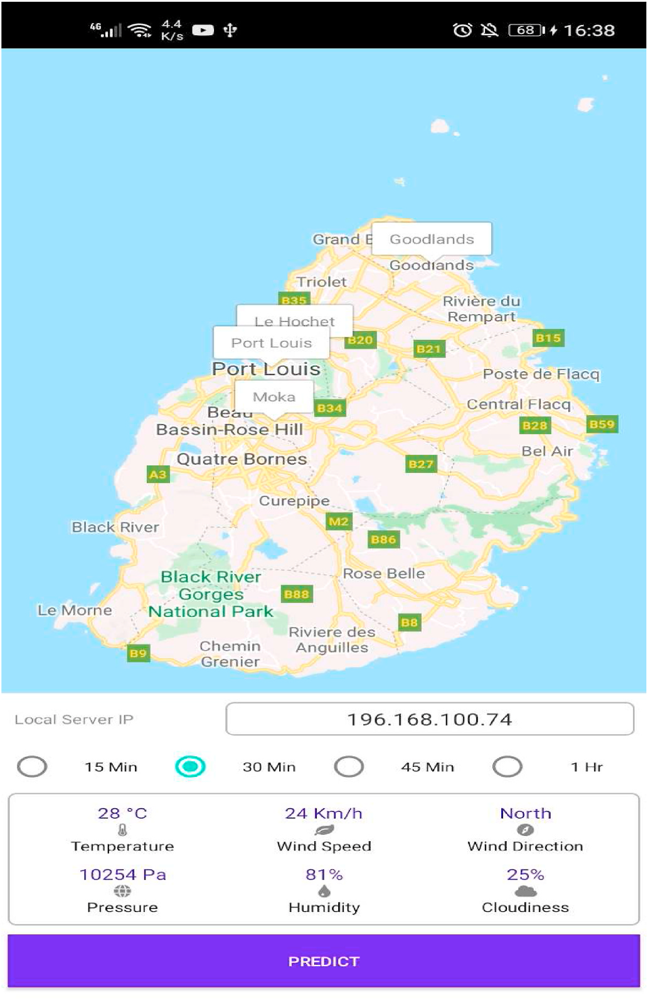 4G
4.4
K/s
68
16:38
Grand
Goodlands
Goodlands
Triolet
B35
Rivière du
Rempart
Le Hochet
B20
B15
Port Louis
B21
Port Louis
Poste de Flacq
Moka
B34
Central Flacq
Beau
Bassin-Rose Hill
B28
B59
Quatre Bornes
Bel Air
B27
A3
Curepipe
M2
Black River
B86
Black River
Gorges
National Park
Rose Belle
B88
Le Morne
B8
Riviere des
Anguilles
B9
Chemin
Grenier
Local Server IP
196.168.100.74
15 Min
30 Min
45 Min
1 Hr
28 °C
24 Km/h
North
Temperature
Wind Speed
Wind Direction
10254 Pa
81%
25%
Pressure
Humidity
Cloudiness
PREDICT